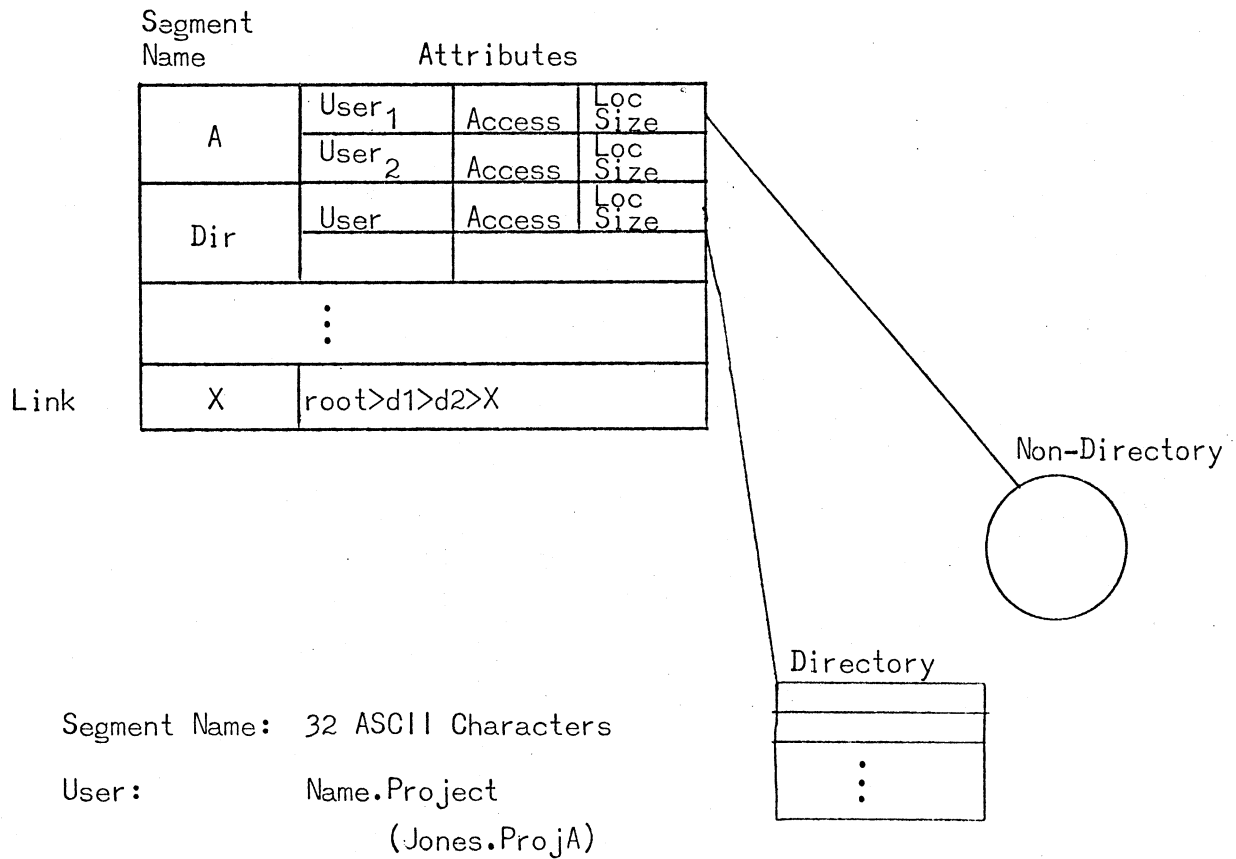 Segment
Name
Attributes
A
User1
Access
Loc
Size
User2
Access
Loc
Size
Dir
User
Access
Loc
Size
Link
X
root>d1>d2>X
Non-Directory
Directory
Segment Name: 32 ASCII Characters
User: Name.Project
(Jones.ProjA)